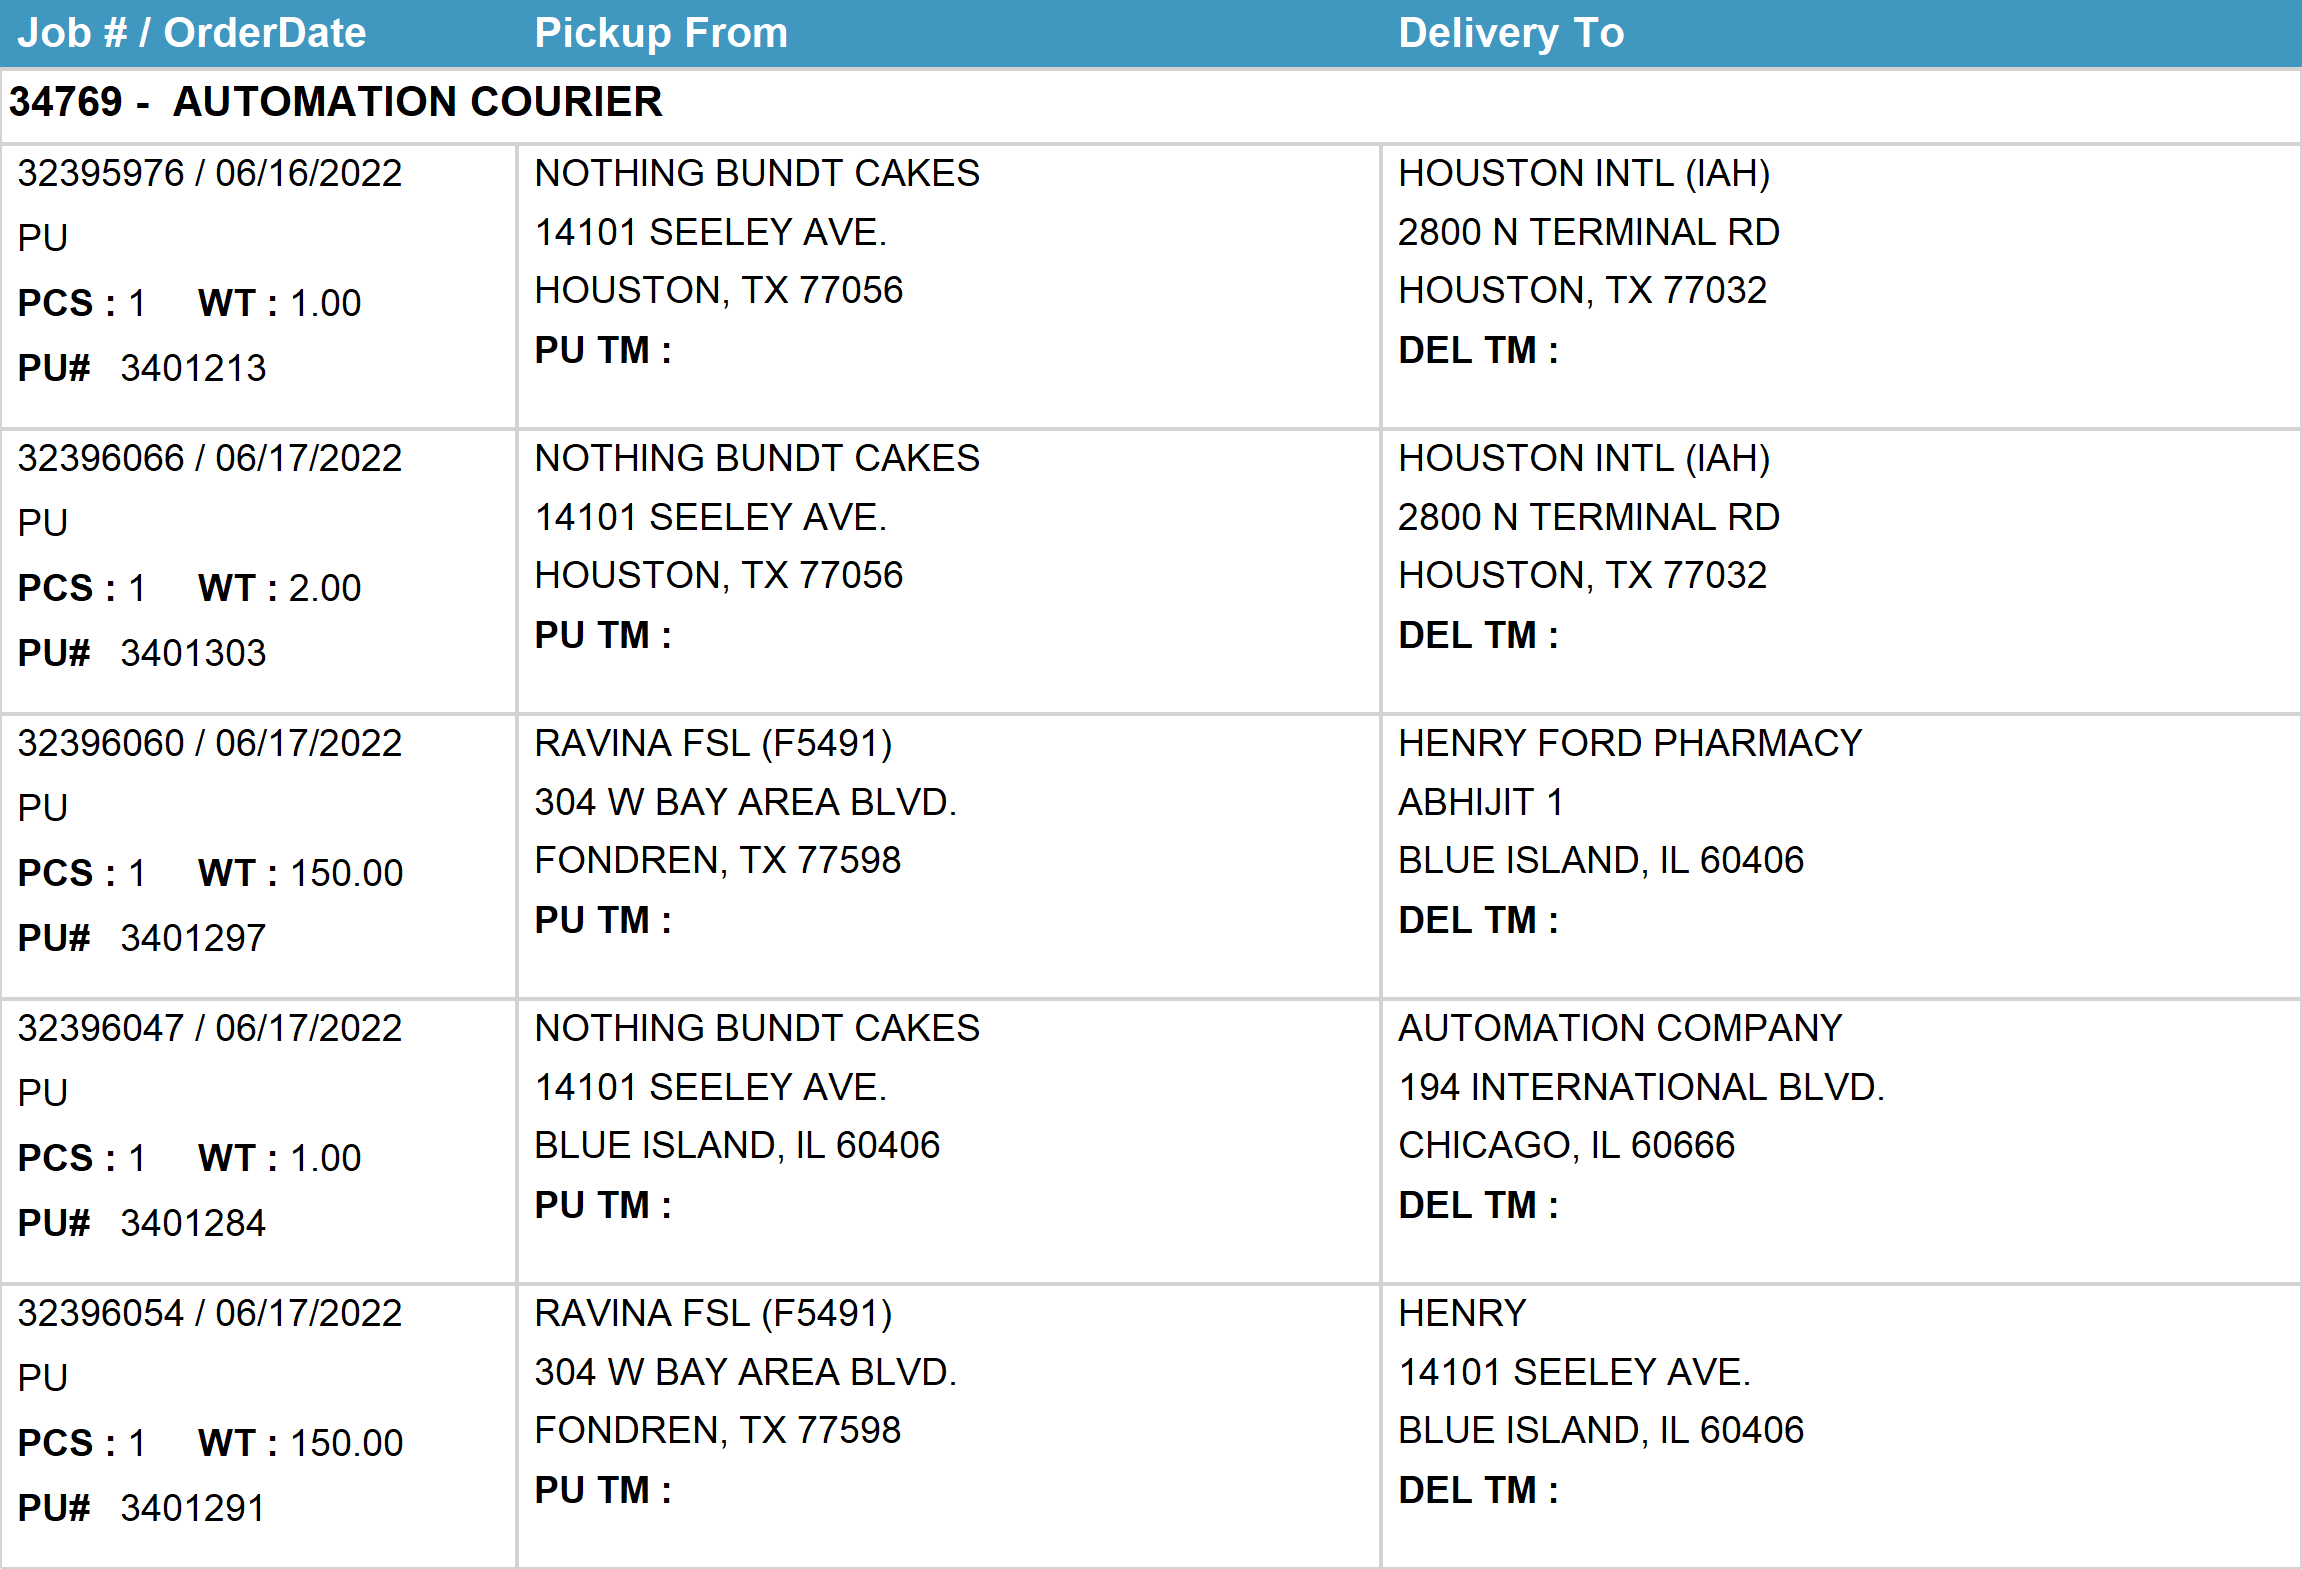 Job # / OrderDate Pickup From Delivery To
34769 - AUTOMATION COURIER
32395976 / 06/16/2022
PU
PCS : 1 WT : 1.00
PU# 3401213
NOTHING BUNDT CAKES
14101 SEELEY AVE.
HOUSTON, TX 77056
PU TM :
HOUSTON INTL (IAH)
2800 N TERMINAL RD
HOUSTON, TX 77032
DEL TM :
32396066 / 06/17/2022
PU
PCS : 1 WT : 2.00
PU# 3401303
NOTHING BUNDT CAKES
14101 SEELEY AVE.
HOUSTON, TX 77056
PU TM :
HOUSTON INTL (IAH)
2800 N TERMINAL RD
HOUSTON, TX 77032
DEL TM :
32396060 / 06/17/2022
PU
PCS : 1 WT : 150.00
PU# 3401297
RAVINA FSL (F5491)
304 W BAY AREA BLVD.
FONDREN, TX 77598
PU TM :
HENRY FORD PHARMACY
ABHIJIT 1
BLUE ISLAND, IL 60406
DEL TM :
32396047 / 06/17/2022
PU
PCS : 1 WT : 1.00
PU# 3401284
NOTHING BUNDT CAKES
14101 SEELEY AVE.
BLUE ISLAND, IL 60406
PU TM :
AUTOMATION COMPANY
194 INTERNATIONAL BLVD.
CHICAGO, IL 60666
DEL TM :
32396054 / 06/17/2022
PU
PCS : 1 WT : 150.00
PU# 3401291
RAVINA FSL (F5491)
304 W BAY AREA BLVD.
FONDREN, TX 77598
PU TM :
HENRY
14101 SEELEY AVE.
BLUE ISLAND, IL 60406
DEL TM :